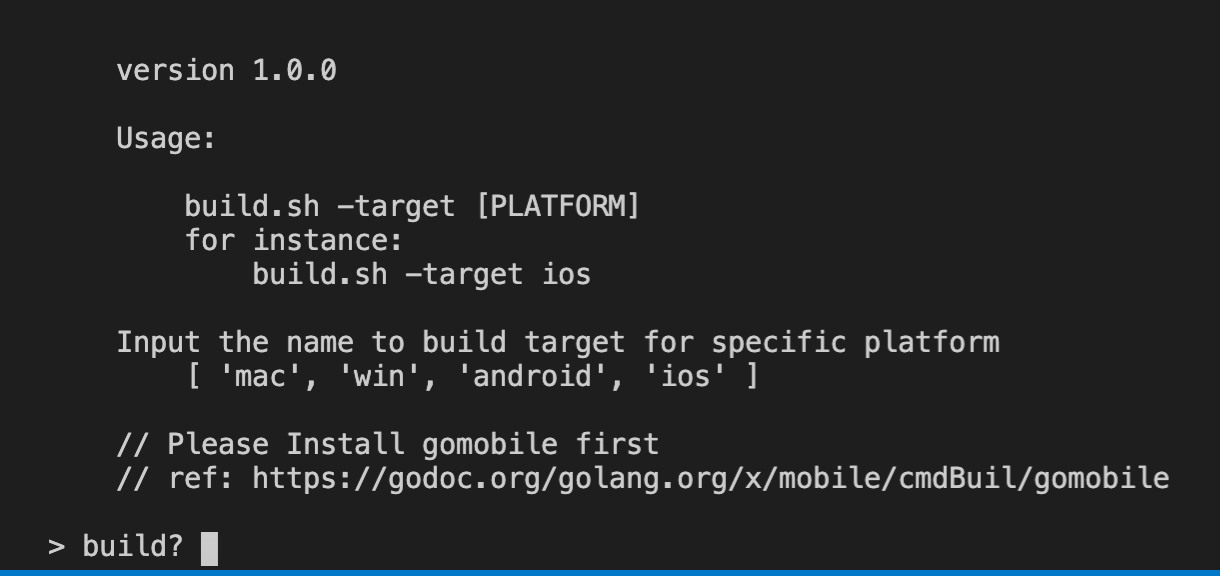 version 1.0.0
Usage:
build.sh -target [PLATFORM]
for instance:
build.sh -target ios
Input the name to build target for specific platform
[ 'mac', 'win', 'android', 'ios' ]
// Please Install gomobile first
// ref: https://godoc.org/golang.org/x/mobile/cmdBuil/gomobile
> build?